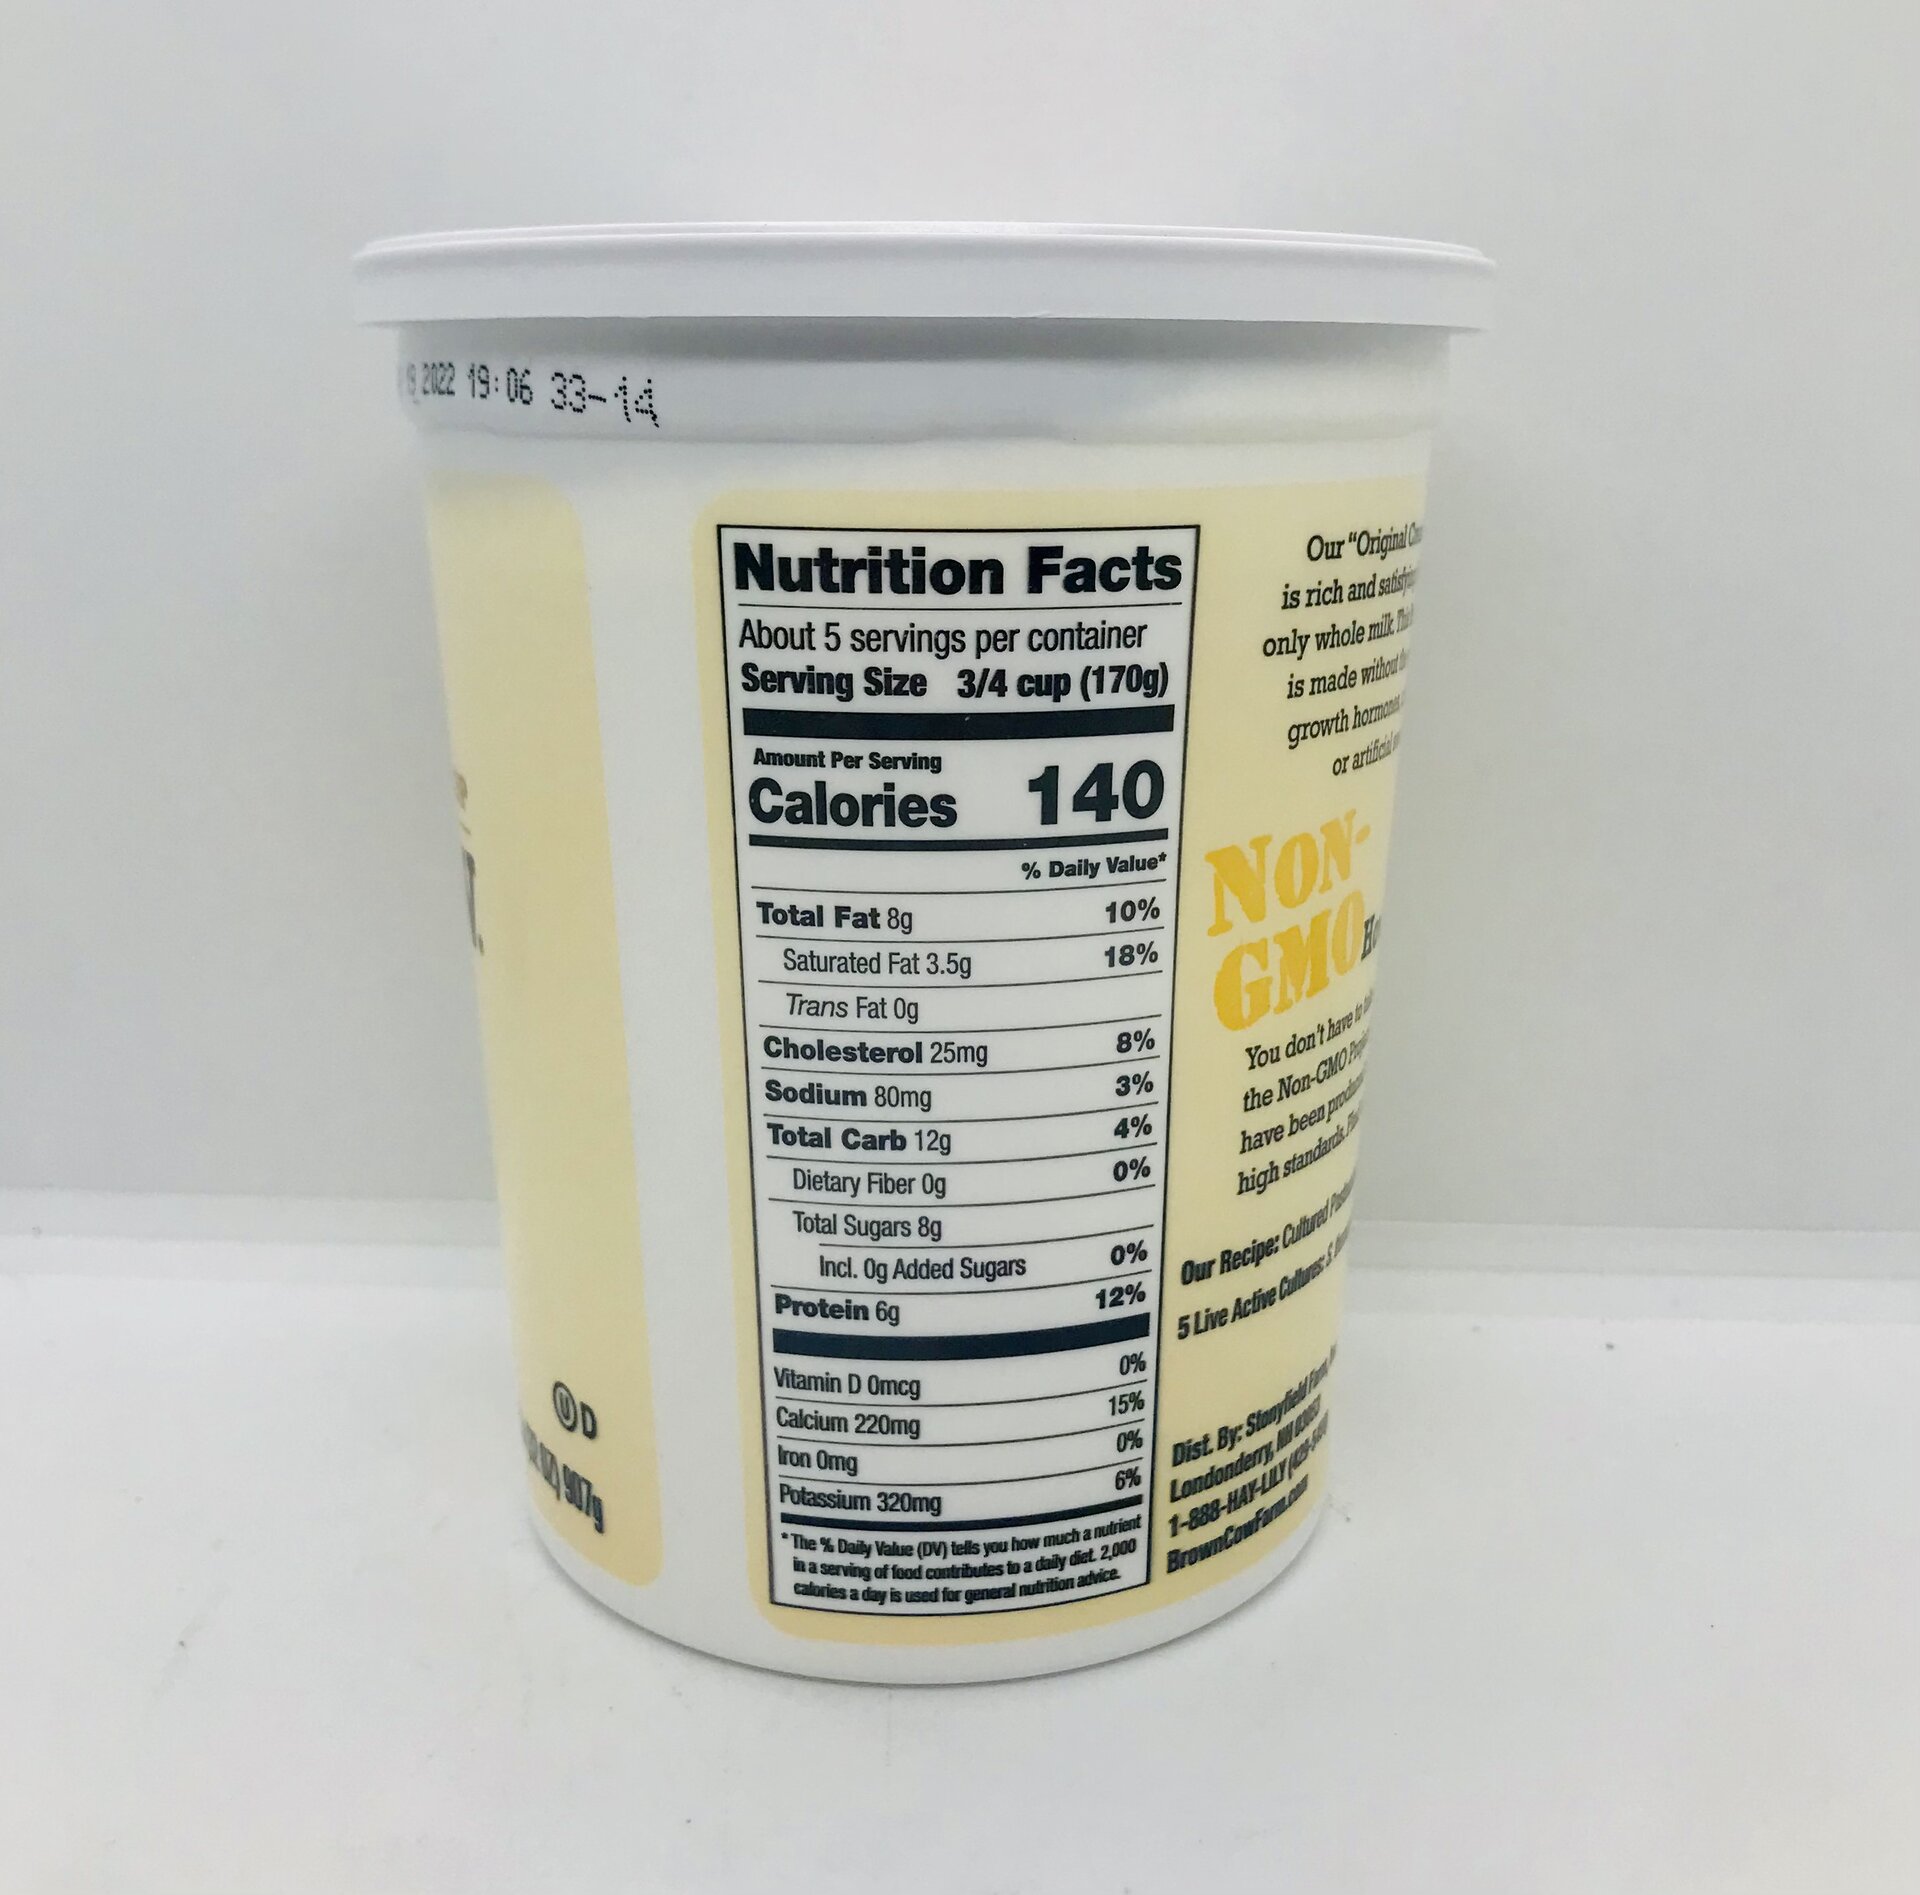 2022 19:06 33-14
Nutrition Facts
About 5 servings per container
Serving Size 3/4 cup (170g)
Amount Per Serving
Calories 140
% Daily Value*
Total Fat 8g 10%
Saturated Fat 3.5g 18%
Trans Fat 0g
Cholesterol 25mg 8%
Sodium 80mg 3%
Total Carb 12g 4%
Dietary Fiber 0g 0%
Total Sugars 8g
Incl. 0g Added Sugars 0%
Protein 6g 12%
Vitamin D 0mcg 0%
Calcium 220mg 15%
Iron 0mg 0%
Potassium 320mg 6%
* The % Daily Value (DV) tells you how much a nutrient
in a serving of food contributes to a daily diet. 2,000
calories a day is used for general nutrition advice.
Our “Original
is rich and
only whole milk.
is made without
growth
or artificial
NON-
GMO
You don't have to
the Non-GMO
have been
high standards.
Our Recipe: Cultured
5 Live Active Cultures: S.
Dist. By: Stonyfield Farm,
Londonderry, NH 03053
1-888-HAY-LILY
BrownCowFarm.com
U D
907g